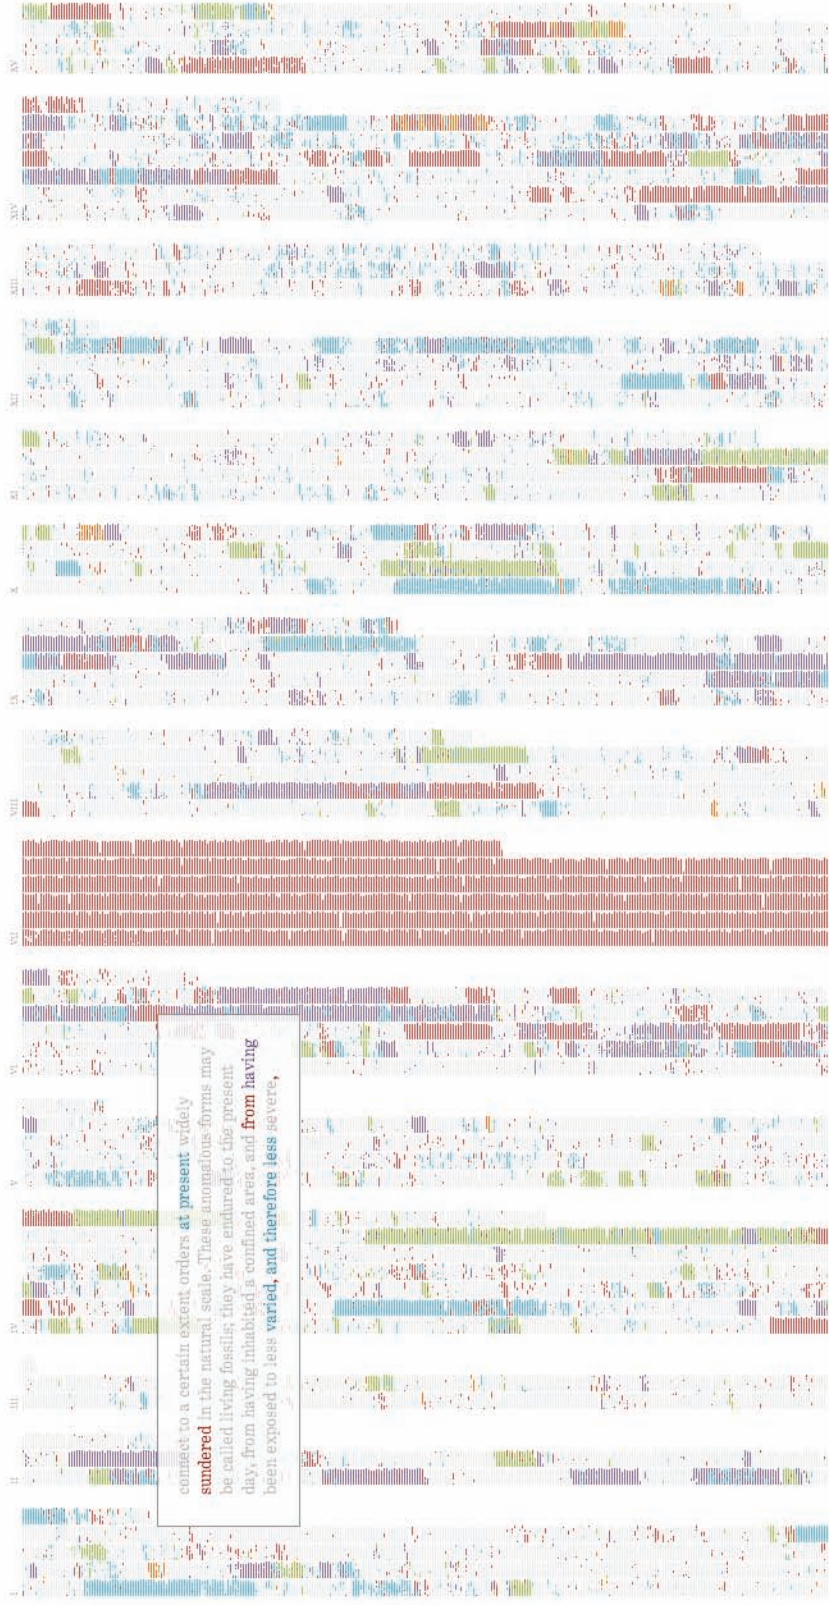 I
II
III
IV
V
VI
VII
VIII
IX
X
XI
XII
XIII
XIV
XV
connect to a certain extent orders at present widely
sundered in the natural scale. These anomalous forms may
be called living fossils; they have endured to the present
day, from having inhabited a confined area, and from having
been exposed to less varied, and therefore less severe,